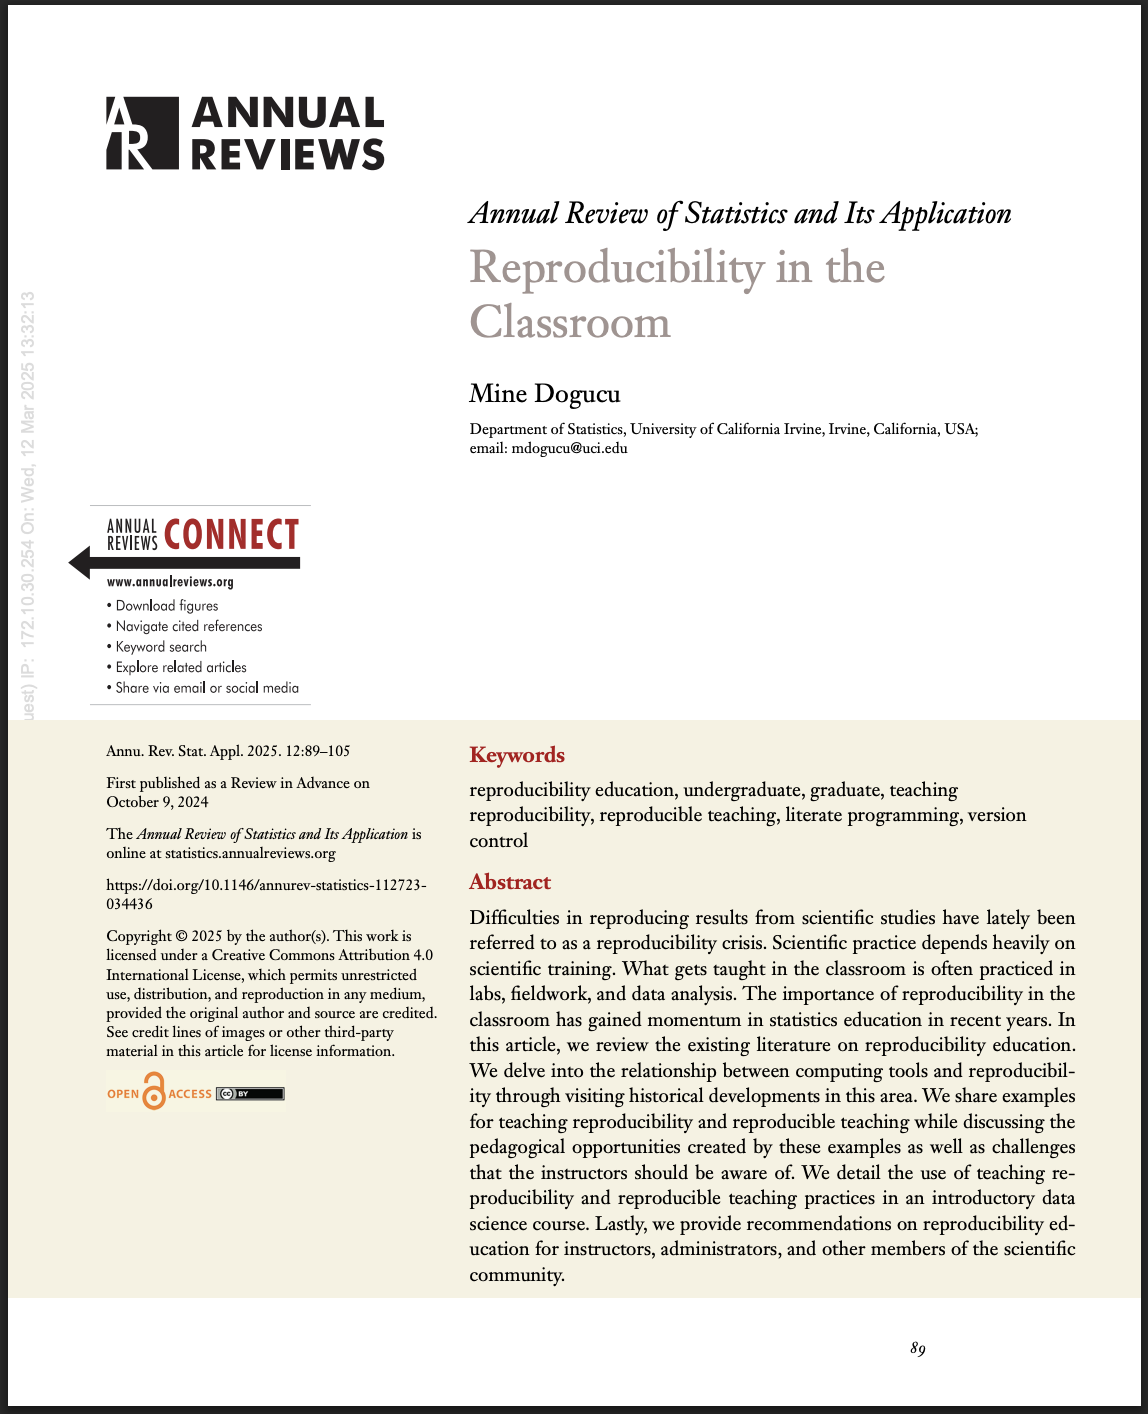 AR ANNUAL
REVIEWS
Annual Review of Statistics and Its Application
Reproducibility in the
Classroom
Mine Dogucu
Department of Statistics, University of California Irvine, Irvine, California, USA;
email: mdogucu@uci.edu
uest) IP: 172.10.30.254 On: Wed, 12 Mar 2025 13:32:13
ANNUAL
REVIEWS CONNECT
www.annualreviews.org
• Download figures
• Navigate cited references
• Keyword search
• Explore related articles
• Share via email or social media
Annu. Rev. Stat. Appl. 2025. 12:89–105
First published as a Review in Advance on
October 9, 2024
The Annual Review of Statistics and Its Application is
online at statistics.annualreviews.org
https://doi.org/10.1146/annurev-statistics-112723-
034436
Copyright © 2025 by the author(s). This work is
licensed under a Creative Commons Attribution 4.0
International License, which permits unrestricted
use, distribution, and reproduction in any medium,
provided the original author and source are credited.
See credit lines of images or other third-party
material in this article for license information.
OPEN ACCESS cc BY
Keywords
reproducibility education, undergraduate, graduate, teaching
reproducibility, reproducible teaching, literate programming, version
control
Abstract
Difficulties in reproducing results from scientific studies have lately been
referred to as a reproducibility crisis. Scientific practice depends heavily on
scientific training. What gets taught in the classroom is often practiced in
labs, fieldwork, and data analysis. The importance of reproducibility in the
classroom has gained momentum in statistics education in recent years. In
this article, we review the existing literature on reproducibility education.
We delve into the relationship between computing tools and reproducibil-
ity through visiting historical developments in this area. We share examples
for teaching reproducibility and reproducible teaching while discussing the
pedagogical opportunities created by these examples as well as challenges
that the instructors should be aware of. We detail the use of teaching re-
producibility and reproducible teaching practices in an introductory data
science course. Lastly, we provide recommendations on reproducibility ed-
ucation for instructors, administrators, and other members of the scientific
community.
89